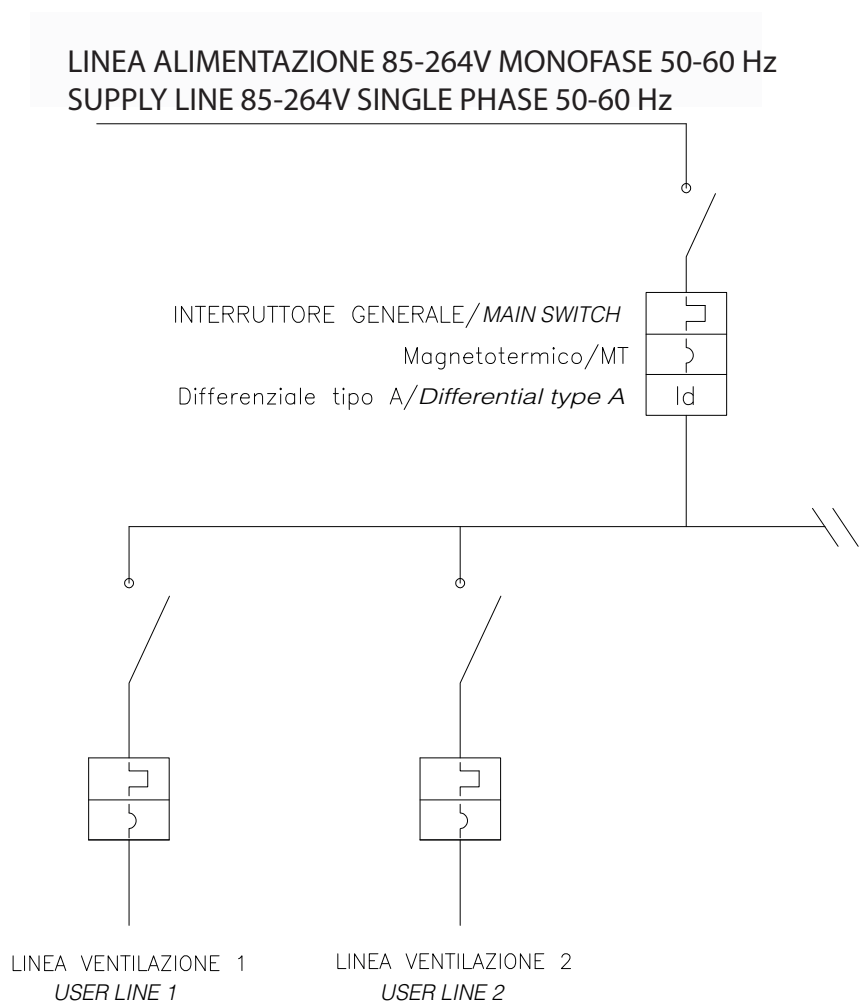 LINEA ALIMENTAZIONE 85-264V MONOFASE 50-60 Hz
SUPPLY LINE 85-264V SINGLE PHASE 50-60 Hz
INTERRUTTORE GENERALE/MAIN SWITCH
Magnetotermico/MT
Differenziale tipo A/Differential type A
Id
LINEA VENTILAZIONE 1
USER LINE 1
LINEA VENTILAZIONE 2
USER LINE 2